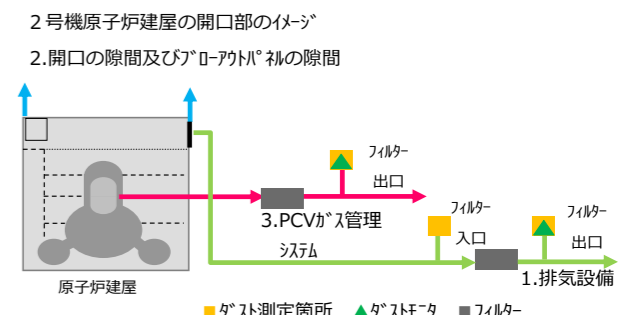 ２号機原子炉建屋の開口部のｲﾒｰｼﾞ
2.開口の隙間及びﾌﾞﾛｰｱｳﾄﾊﾟﾈﾙの隙間
ﾌｨﾙﾀｰ
出口
3.PCVｶﾞｽ管理
ｼｽﾃﾑ
ﾌｨﾙﾀｰ
入口
ﾌｨﾙﾀｰ
出口
1.排気設備
原子炉建屋
ﾀﾞｽﾄ測定箇所 ﾀﾞｽﾄﾓﾆﾀ ﾌｨﾙﾀｰ